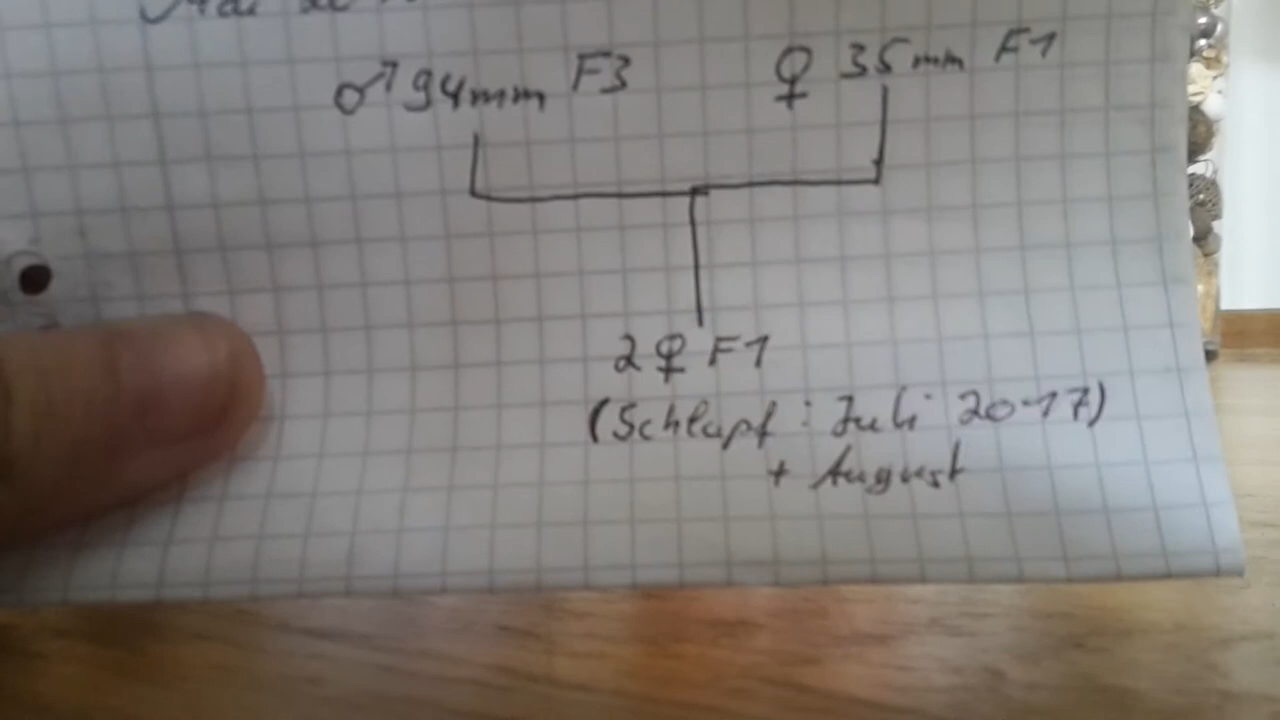 ♂ 94mm F3 ♀ 35mm F1
2 ♀ F1
(Schlupf: Juli 2017)
+ August